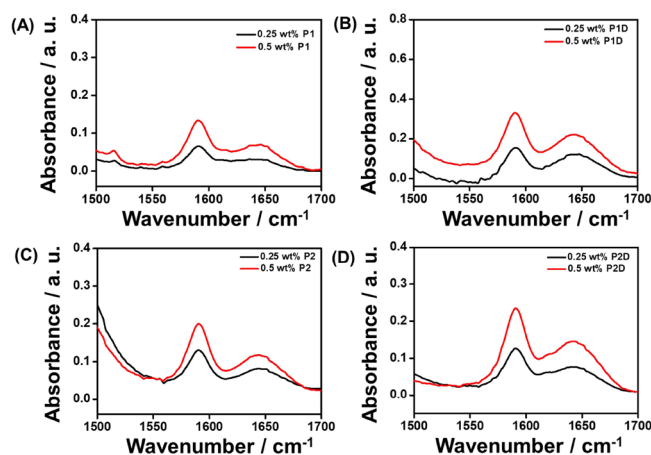 (A)
0.25 wt% P1
0.5 wt% P1
Absorbance / a. u.
0.4
0.3
0.2
0.1
0.0
1500 1550 1600 1650 1700
Wavenumber / cm⁻¹
(B)
0.25 wt% P1D
0.5 wt% P1D
Absorbance / a. u.
0.8
0.6
0.4
0.2
0.0
1500 1550 1600 1650 1700
Wavenumber / cm⁻¹
(C)
0.25 wt% P2
0.5 wt% P2
Absorbance / a. u.
0.4
0.3
0.2
0.1
0.0
1500 1550 1600 1650 1700
Wavenumber / cm⁻¹
(D)
0.25 wt% P2D
0.5 wt% P2D
Absorbance / a. u.
0.4
0.3
0.2
0.1
0.0
1500 1550 1600 1650 1700
Wavenumber / cm⁻¹